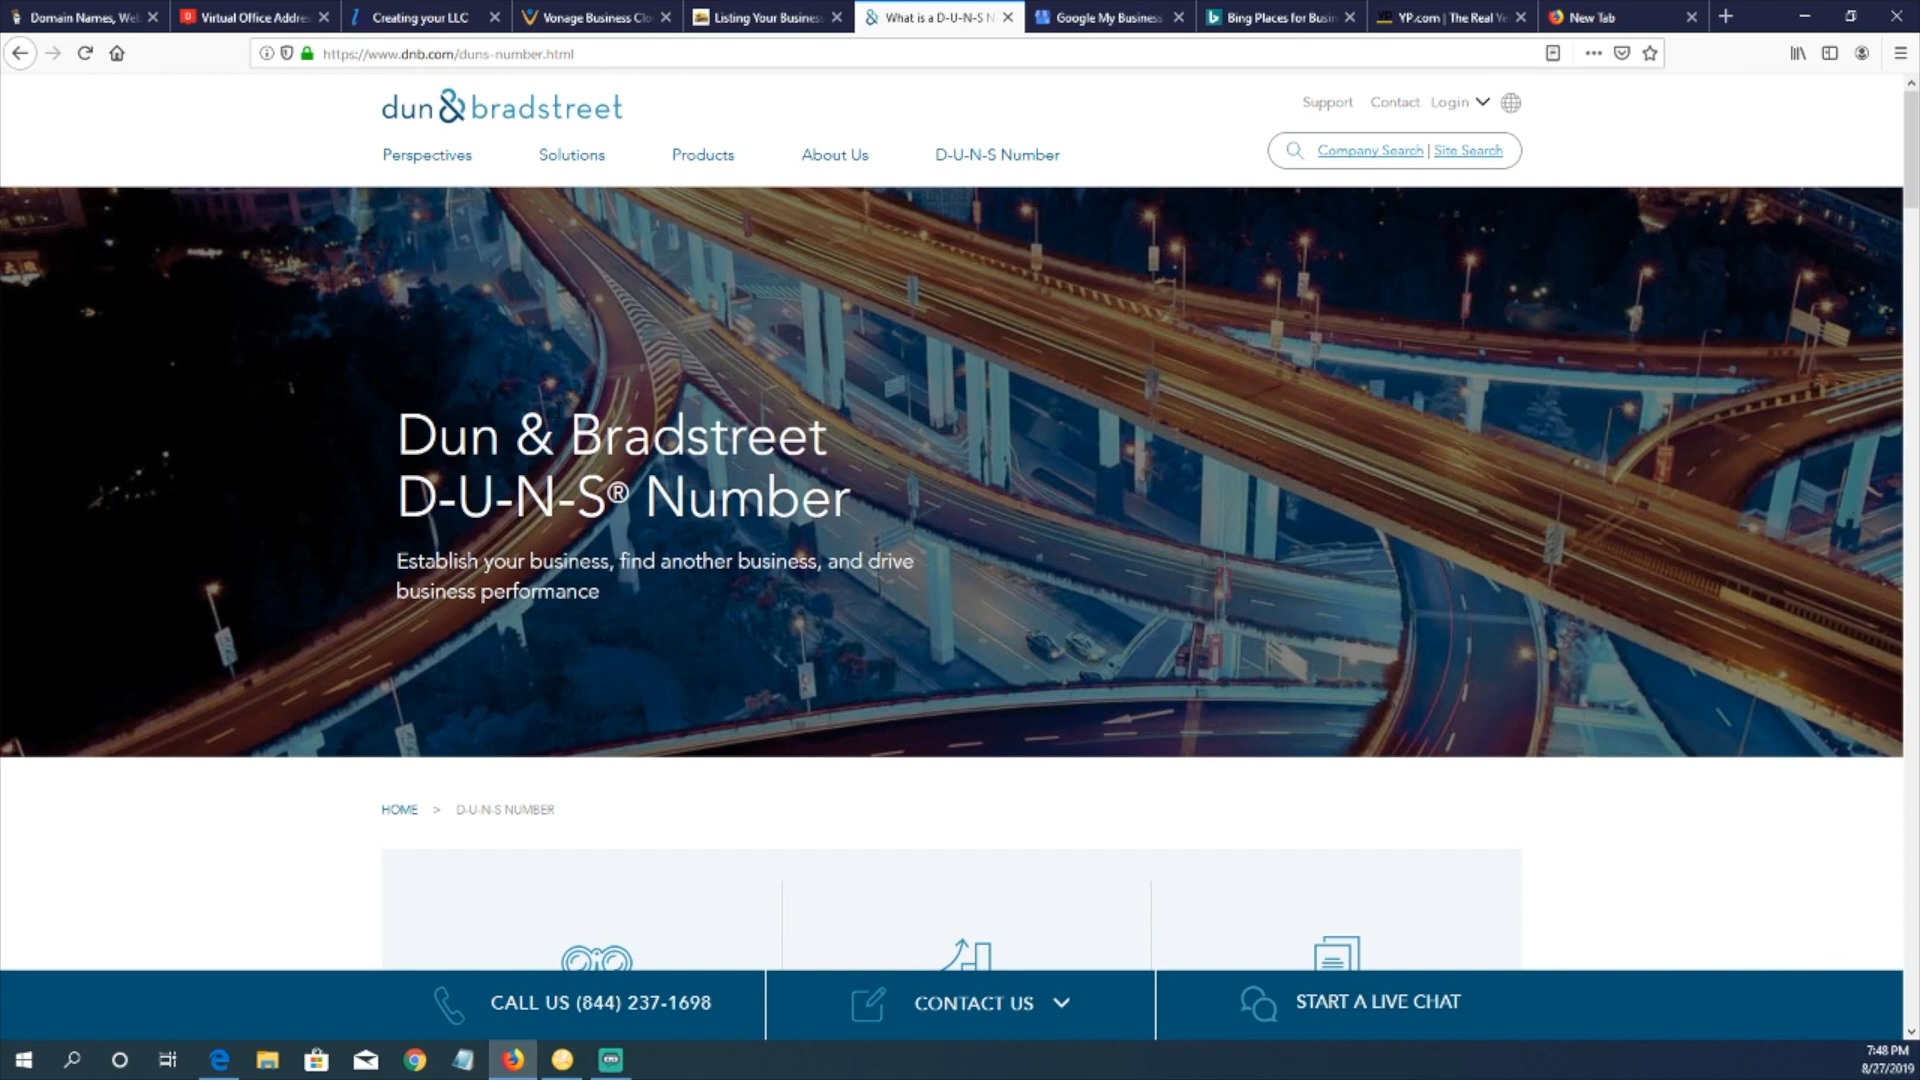 Domain Names, Wel
Virtual Office Addre
Creating your LLC
Vonage Business Clo
Listing Your Business
What is a D-U-N-S N
Google My Business
Bing Places for Busin
YP.com | The Real Ye
New Tab
https://www.dnb.com/duns-number.html
dun & bradstreet
Support Contact Login
Perspectives Solutions Products About Us D-U-N-S Number
Company Search | Site Search
Dun & Bradstreet
D-U-N-S® Number
Establish your business, find another business, and drive
business performance
HOME > D-U-N-S NUMBER
CALL US (844) 237-1698
CONTACT US
START A LIVE CHAT
7:48 PM
8/27/2019